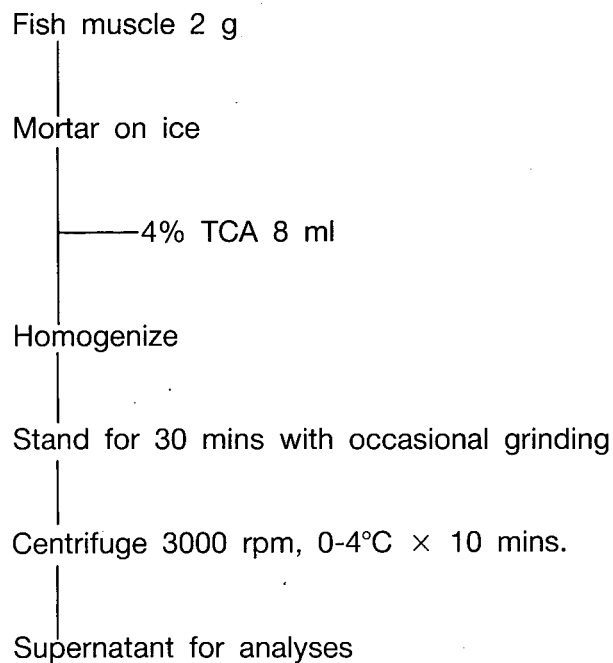 Fish muscle 2 g
Mortar on ice
4% TCA 8 ml
Homogenize
Stand for 30 mins with occasional grinding
Centrifuge 3000 rpm, 0-4°C × 10 mins.
Supernatant for analyses